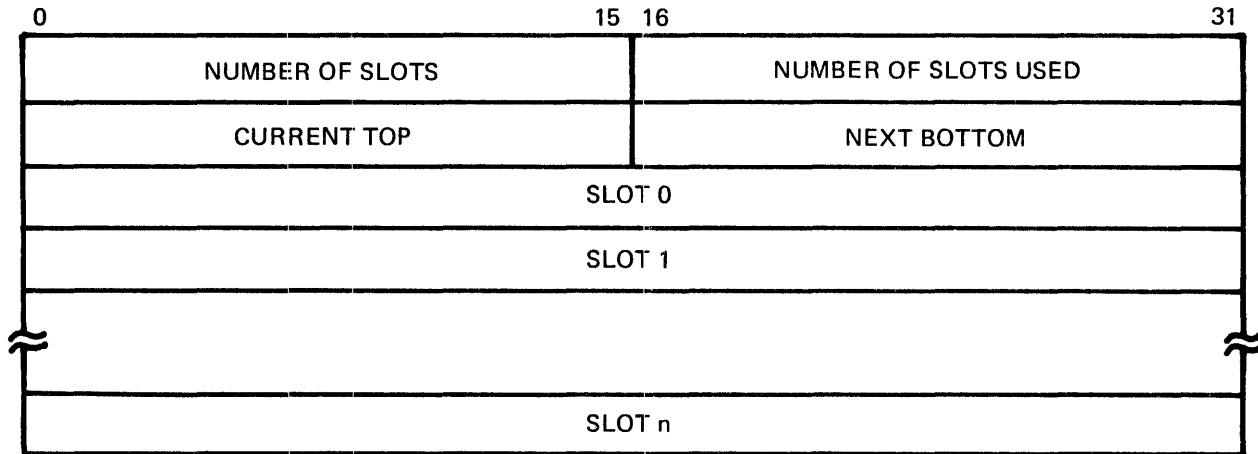 0 15 16 31
NUMBER OF SLOTS NUMBER OF SLOTS USED
CURRENT TOP NEXT BOTTOM
SLOT 0
SLOT 1
SLOT n